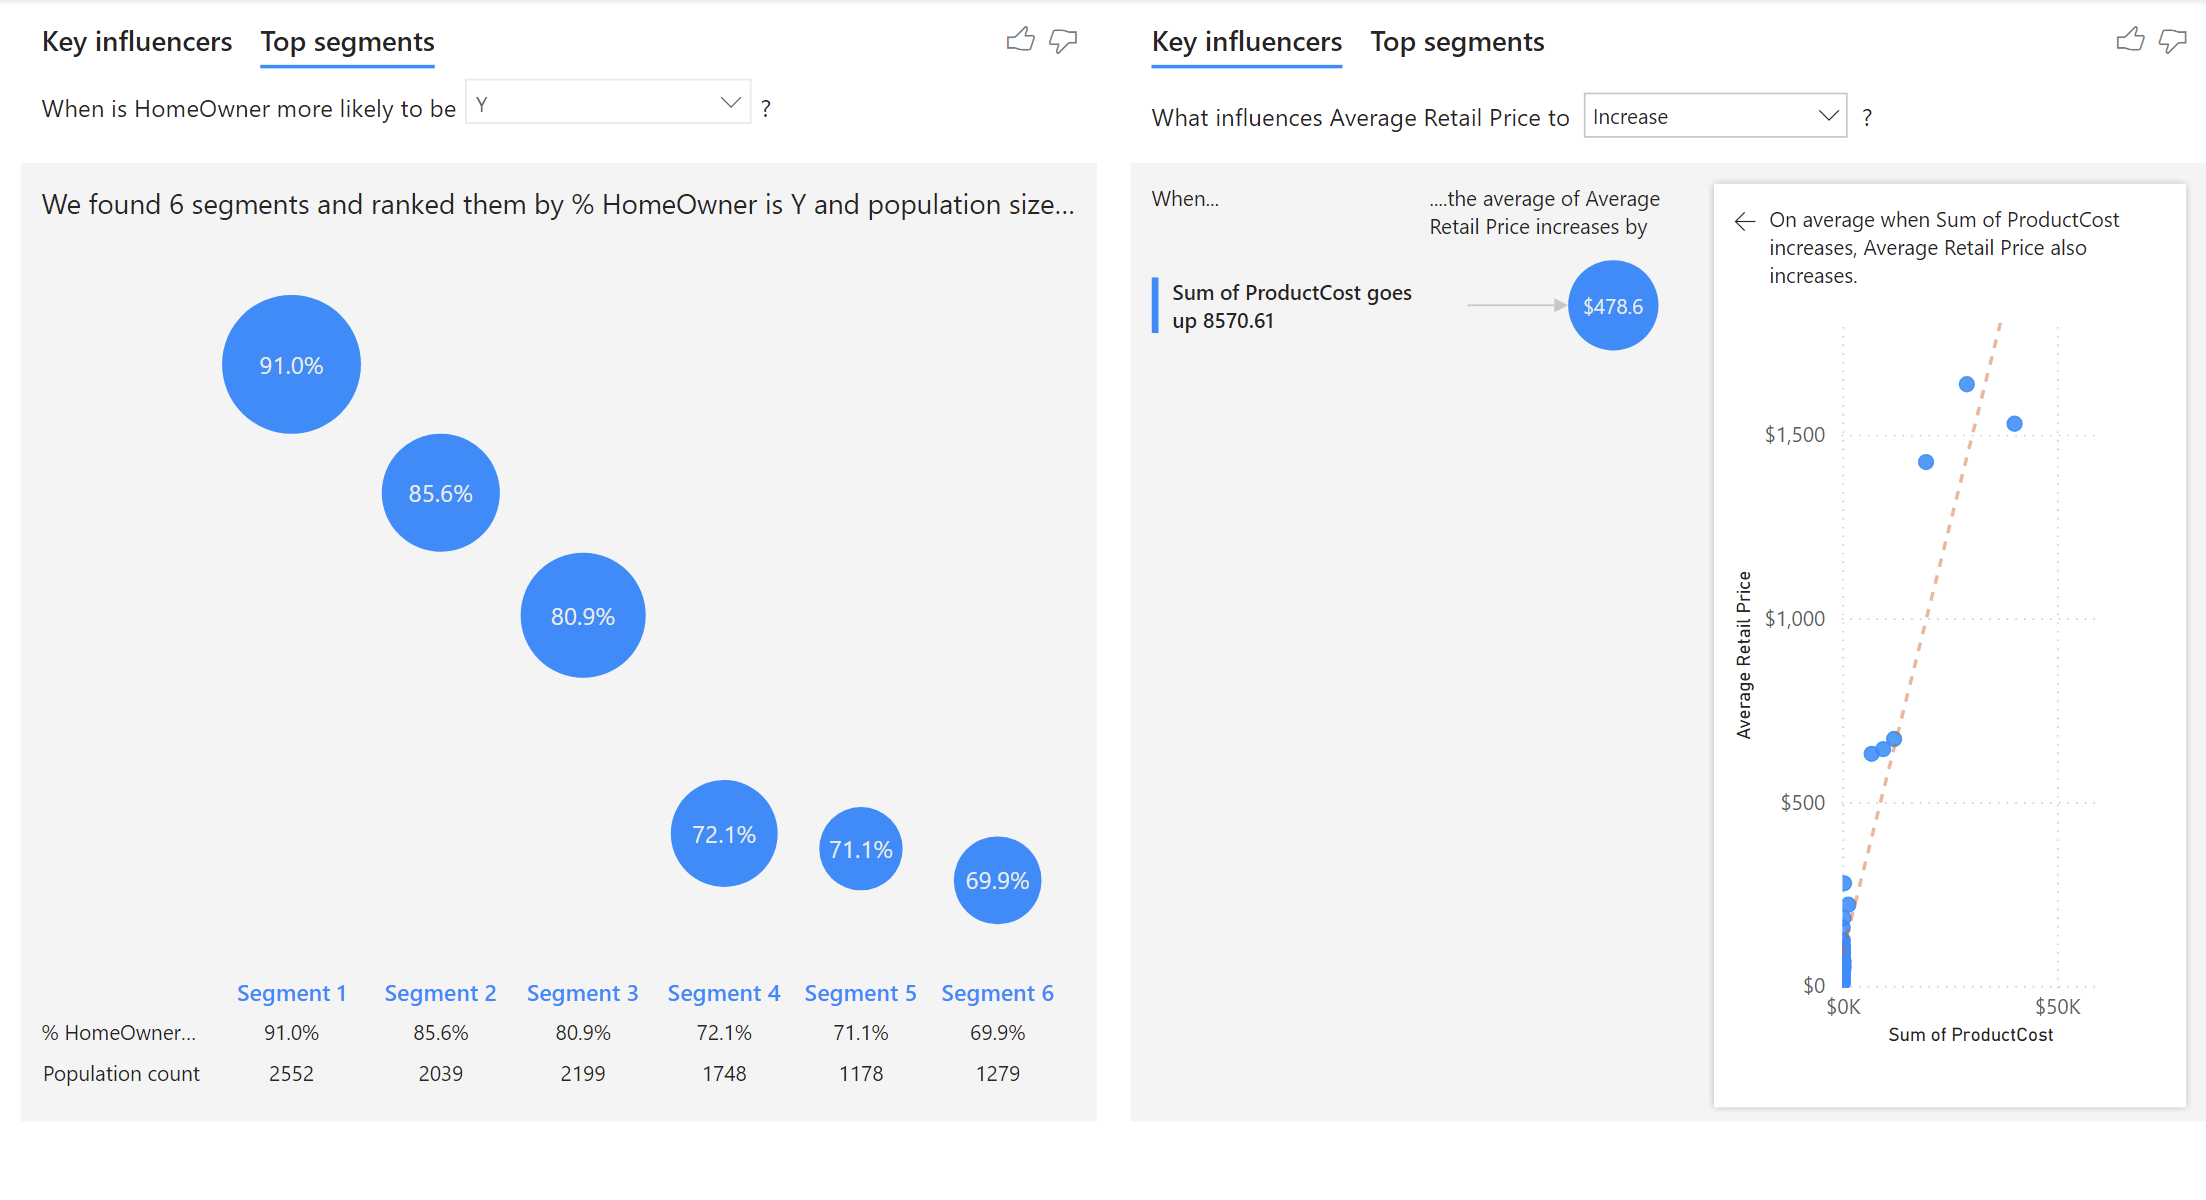 Key influencers Top segments
When is HomeOwner more likely to be Y ?
We found 6 segments and ranked them by % HomeOwner is Y and population size...
91.0%
85.6%
80.9%
72.1%
71.1%
69.9%
Segment 1 Segment 2 Segment 3 Segment 4 Segment 5 Segment 6
% HomeOwner... 91.0% 85.6% 80.9% 72.1% 71.1% 69.9%
Population count 2552 2039 2199 1748 1178 1279
Key influencers Top segments
What influences Average Retail Price to Increase ?
When...
....the average of Average
Retail Price increases by
Sum of ProductCost goes
up 8570.61
$478.6
On average when Sum of ProductCost
increases, Average Retail Price also
increases.
Average Retail Price
$1,500
$1,000
$500
$0
$0K $50K
Sum of ProductCost